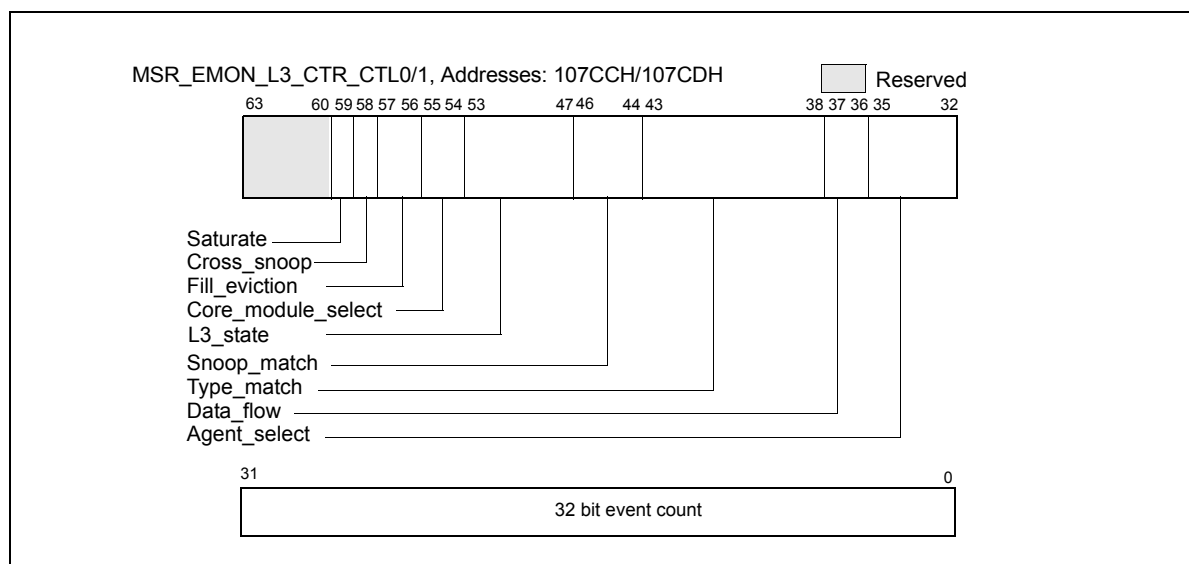 MSR_EMON_L3_CTR_CTL0/1, Addresses: 107CCH/107CDH
Reserved
63 60 59 58 57 56 55 54 53 47 46 44 43 38 37 36 35 32
Saturate
Cross_snoop
Fill_eviction
Core_module_select
L3_state
Snoop_match
Type_match
Data_flow
Agent_select
31 0
32 bit event count